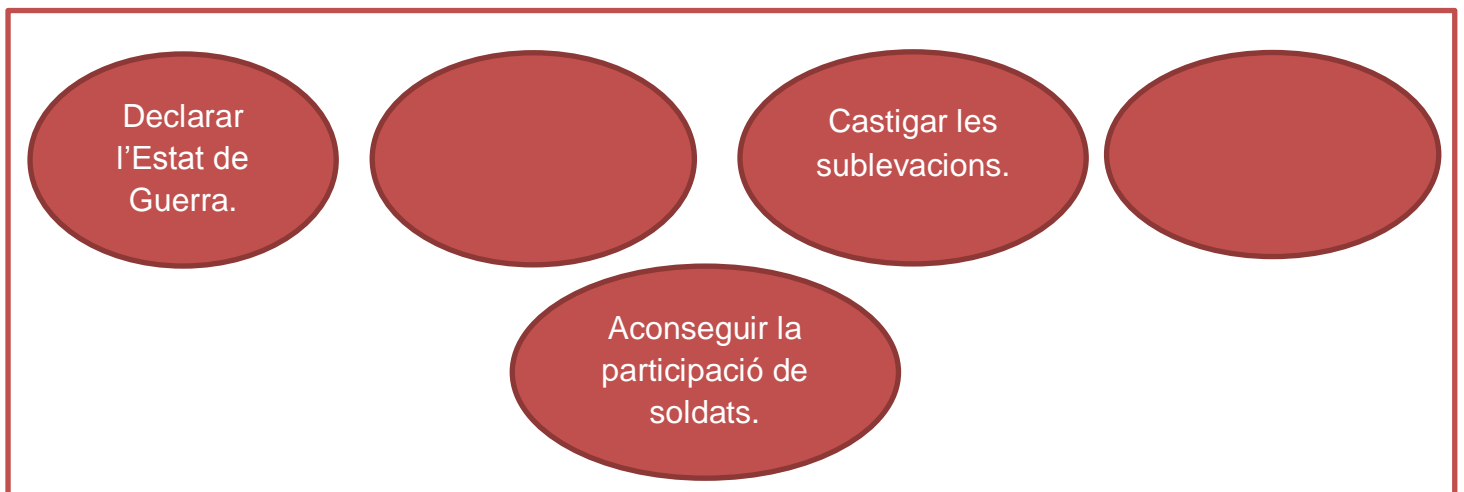 Declarar
l’Estat de
Guerra.
Castigar les
sublevacions.
Aconseguir la
participació de
soldats.